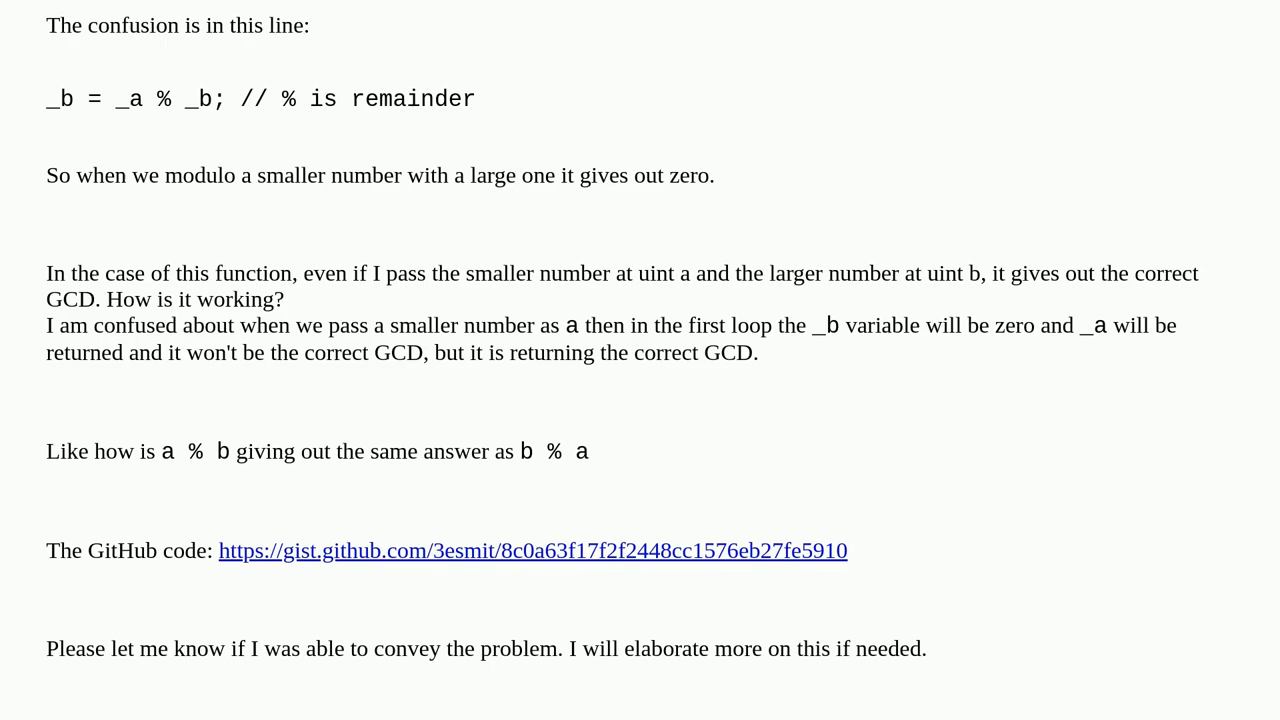 The confusion is in this line:
_b = _a % _b; // % is remainder
So when we modulo a smaller number with a large one it gives out zero.
In the case of this function, even if I pass the smaller number at uint a and the larger number at uint b, it gives out the correct
GCD. How is it working?
I am confused about when we pass a smaller number as a then in the first loop the _b variable will be zero and _a will be
returned and it won't be the correct GCD, but it is returning the correct GCD.
Like how is a % b giving out the same answer as b % a
The GitHub code: https://gist.github.com/3esmit/8c0a63f17f2f2448cc1576eb27fe5910
Please let me know if I was able to convey the problem. I will elaborate more on this if needed.